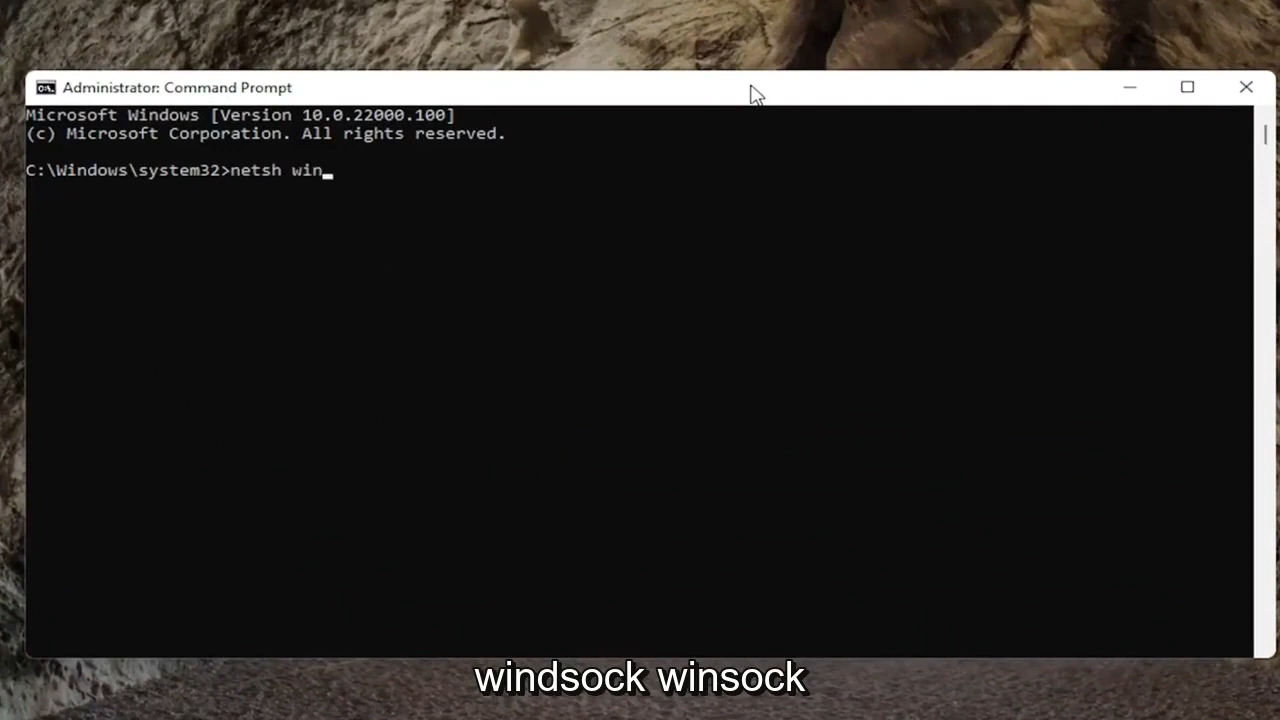 Administrator: Command Prompt
Microsoft Windows [Version 10.0.22000.100]
(c) Microsoft Corporation. All rights reserved.
C:\Windows\system32>netsh win
windsock winsock